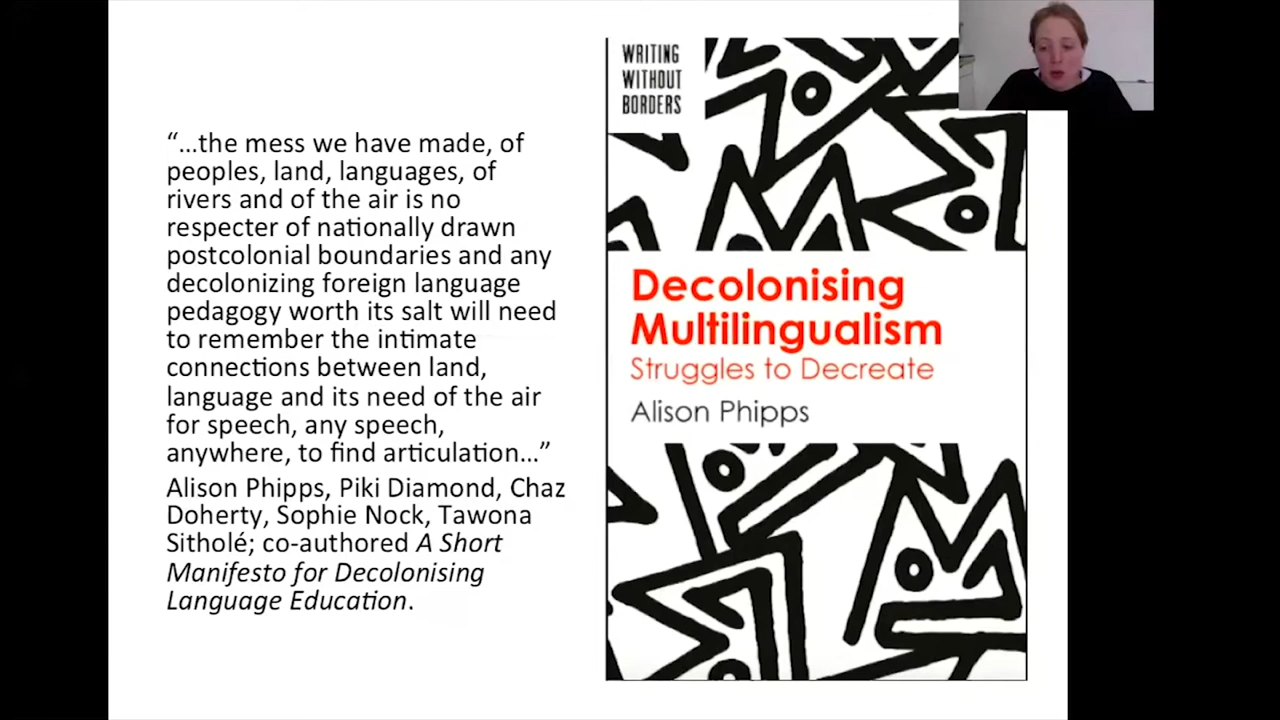 “...the mess we have made, of
peoples, land, languages, of
rivers and of the air is no
respecter of nationally drawn
postcolonial boundaries and any
decolonizing foreign language
pedagogy worth its salt will need
to remember the intimate
connections between land,
language and its need of the air
for speech, any speech,
anywhere, to find articulation...”
Alison Phipps, Piki Diamond, Chaz
Doherty, Sophie Nock, Tawona
Sitholé; co-authored A Short
Manifesto for Decolonising
Language Education.
WRITING
WITHOUT
BORDERS
Decolonising
Multilingualism
Struggles to Decreate
Alison Phipps